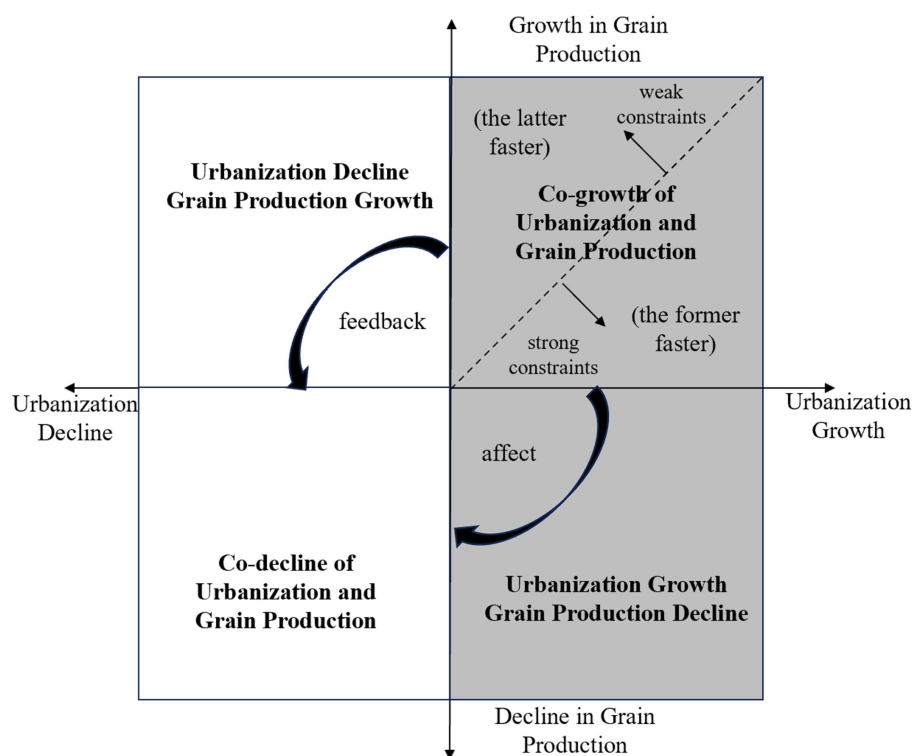 Growth in Grain
Production
weak
constraints
(the latter
faster)
Urbanization Decline
Grain Production Growth
Co-growth of
Urbanization and
Grain Production
feedback
(the former
faster)
strong
constraints
Urbanization
Decline
Urbanization
Growth
affect
Co-decline of
Urbanization and
Grain Production
Urbanization Growth
Grain Production Decline
Decline in Grain
Production